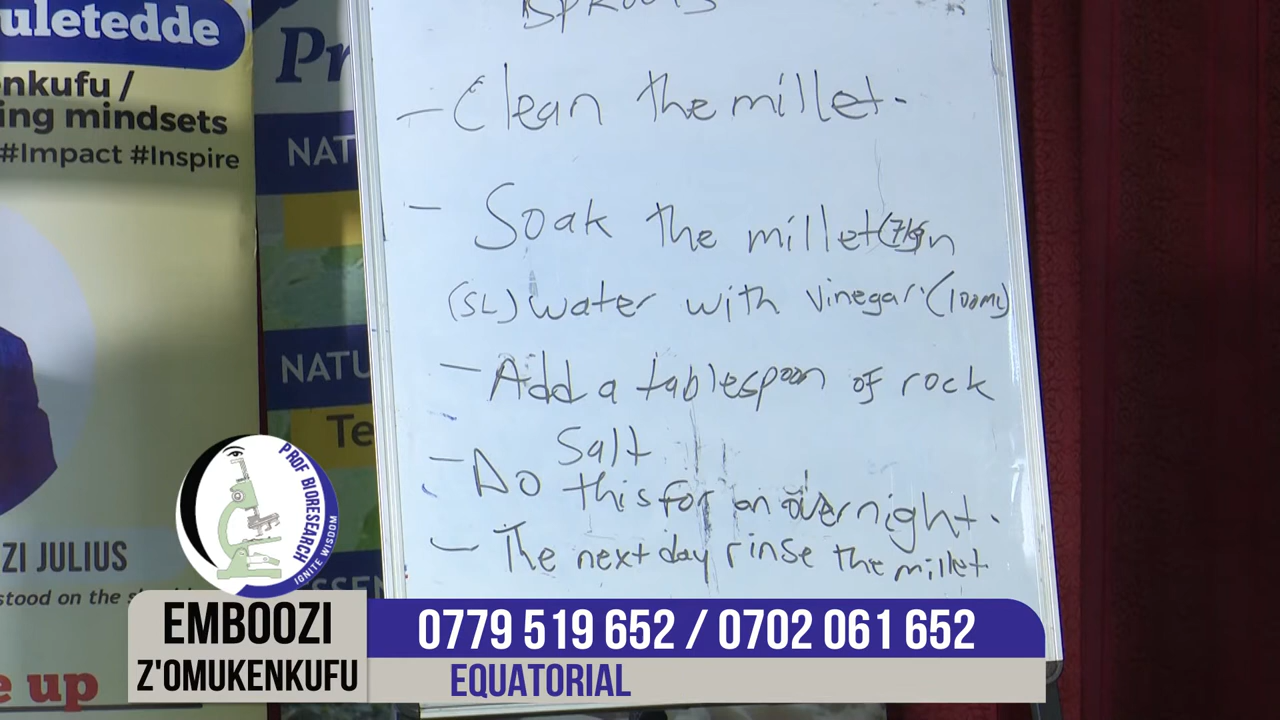 uletedde
nkufu /
ing mindsets
#Impact #Inspire
ZI JULIUS
stood on the
e up
Pr
NAT
NATU
Te
SSEN
Sprouts
- Clean the millet.
- Soak the millet (7kg in
(5L) water with vinegar. (100ML)
- Add a tablespoon of rock
Salt
- Do this for an overnight.
- The next day rinse the millet
PROF BIORESEARCH
IGNITE WISDOM
EMBOOZI
Z'OMUKENKUFU
0779 519 652 / 0702 061 652
EQUATORIAL